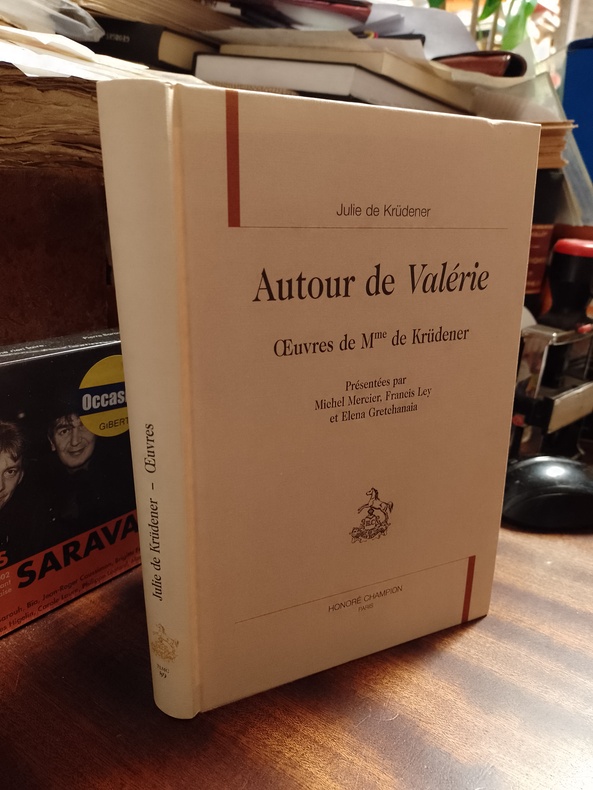 Julie de Krüdener
Autour de Valérie
Œuvres de Mme de Krüdener
Présentées par
Michel Mercier, Francis Ley
et Elena Gretchanaia
HONORÉ CHAMPION
PARIS
Julie de Krüdener – Œuvres
Occas
GIBERT
SARAVA